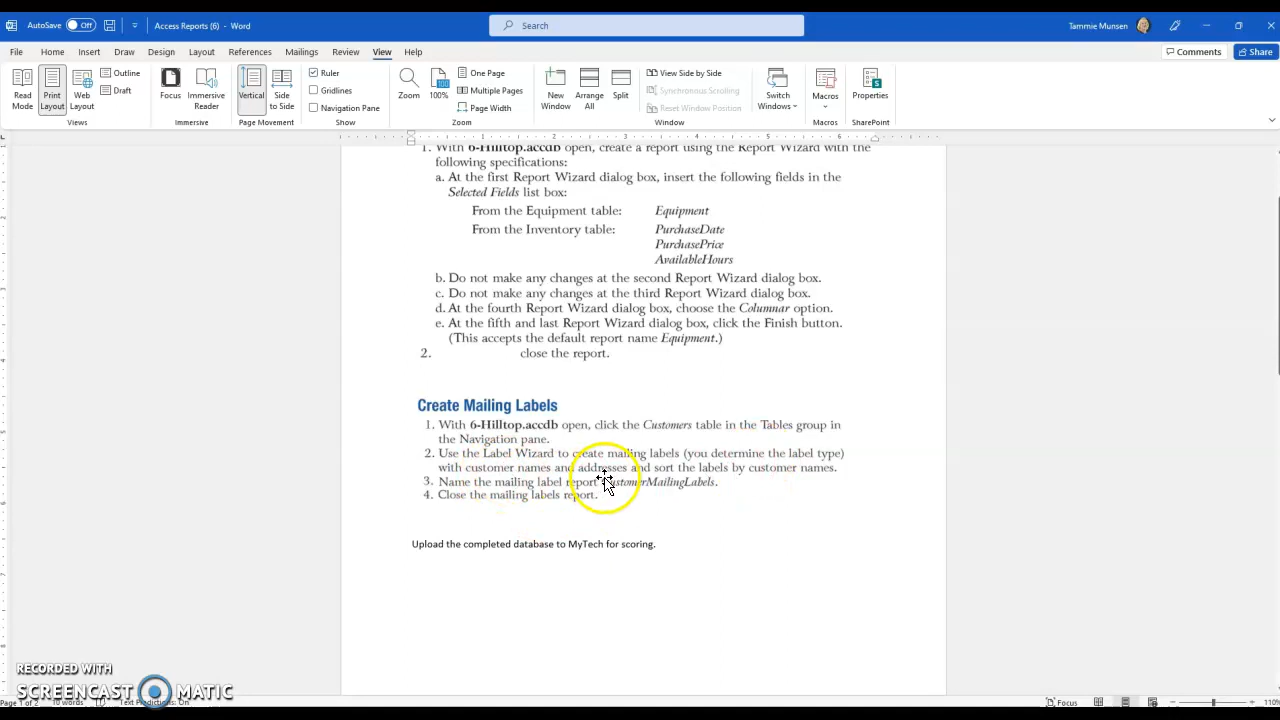 AutoSave Off Access Reports (6) - Word Search Tammie Munsen
File Home Insert Draw Design Layout References Mailings Review View Help Comments Share
Read Mode Print Layout Web Layout Outline Draft
Focus Immersive Reader
Vertical Side to Side
Ruler
Gridlines
Navigation Pane
Zoom 100% One Page
Multiple Pages
Page Width
New Window Arrange All Split View Side by Side
Synchronous Scrolling
Reset Window Position
Switch Windows Macros Properties
Views Immersive Page Movement Show Zoom Window Macros SharePoint
1 2 3 4 5 6
1. With 6-Hilltop.accdb open, create a report using the Report Wizard with the
following specifications:
a. At the first Report Wizard dialog box, insert the following fields in the
Selected Fields list box:
From the Equipment table: Equipment
From the Inventory table: PurchaseDate
PurchasePrice
AvailableHours
b. Do not make any changes at the second Report Wizard dialog box.
c. Do not make any changes at the third Report Wizard dialog box.
d. At the fourth Report Wizard dialog box, choose the Columnar option.
e. At the fifth and last Report Wizard dialog box, click the Finish button.
(This accepts the default report name Equipment.)
2. close the report.
Create Mailing Labels
1. With 6-Hilltop.accdb open, click the Customers table in the Tables group in
the Navigation pane.
2. Use the Label Wizard to create mailing labels (you determine the label type)
with customer names and addresses and sort the labels by customer names.
3. Name the mailing label report CustomerMailingLabels.
4. Close the mailing labels report.
Upload the completed database to MyTech for scoring.
RECORDED WITH
SCREENCAST MATIC
Page 1 of 2 words Text Predictions: On Focus 110%